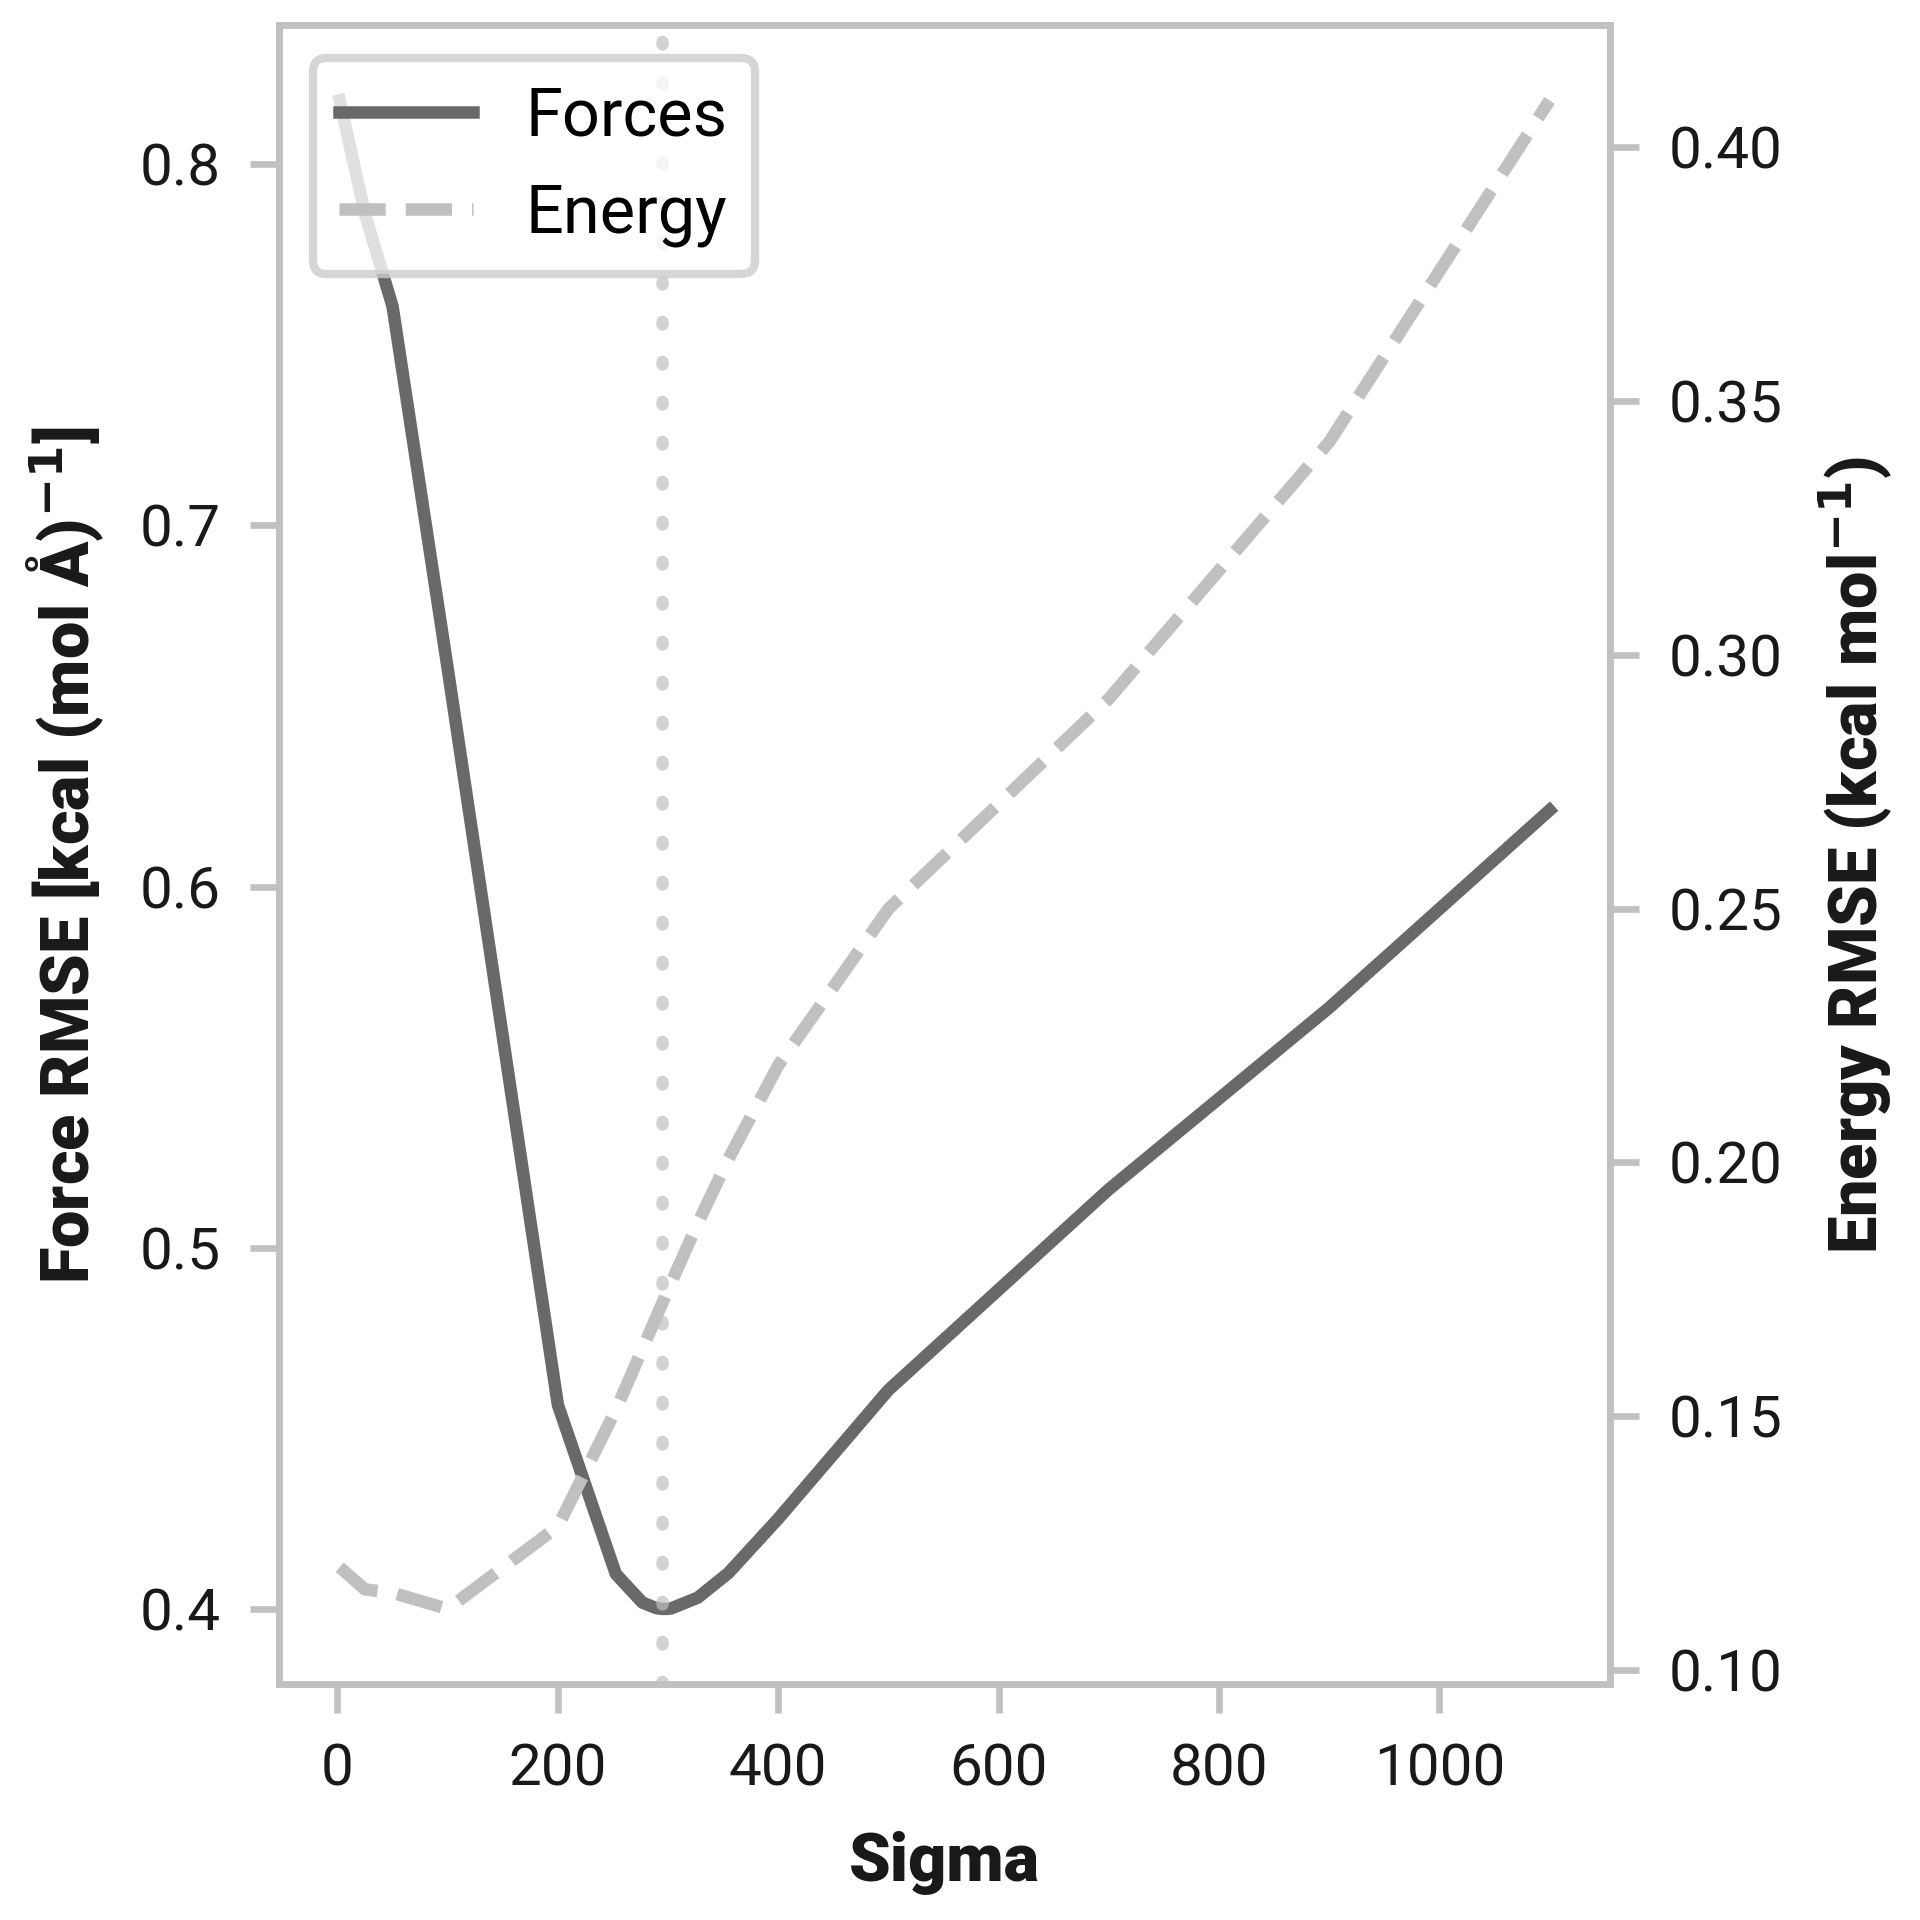 Forces
Energy
0.8
0.7
0.6
0.5
0.4
Force RMSE [kcal (mol Å)⁻¹]
0.40
0.35
0.30
0.25
0.20
0.15
0.10
Energy RMSE (kcal mol⁻¹)
0 200 400 600 800 1000
Sigma